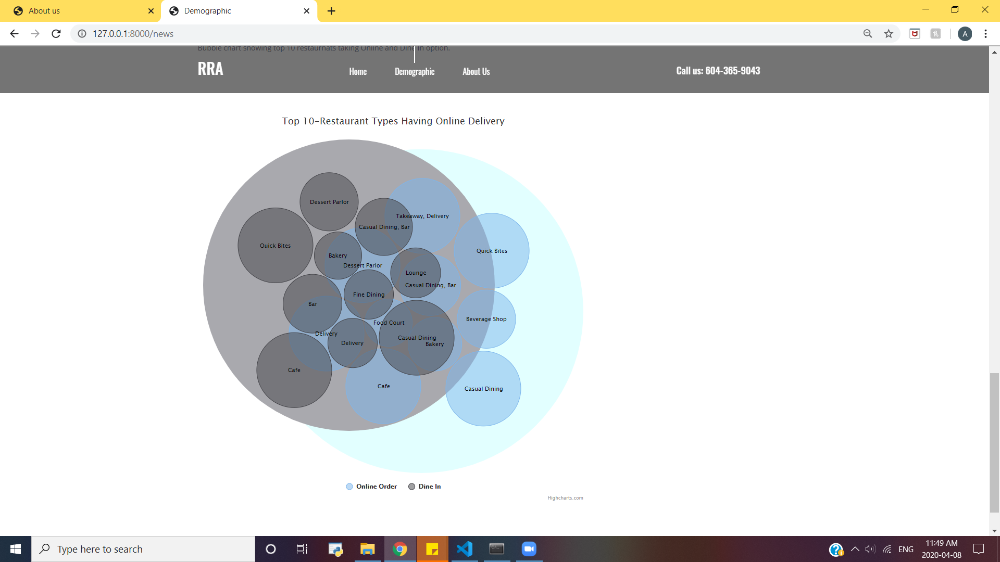 About us
Demographic
127.0.0.1:8000/news
A
Bubble chart showing top 10 restaurnats taking Online and Dine in option.
RRA
Home
Demographic
About Us
Call us: 604-365-9043
Top 10-Restaurant Types Having Online Delivery
Dessert Parlor
Takeaway, Delivery
Casual Dining, Bar
Quick Bites
Quick Bites
Bakery
Dessert Parlor
Lounge
Casual Dining, Bar
Fine Dining
Bar
Beverage Shop
Food Court
Delivery
Casual Dining
Delivery
Bakery
Cafe
Cafe
Casual Dining
Online Order
Dine In
Highcharts.com
Type here to search
ENG
11:49 AM
2020-04-08